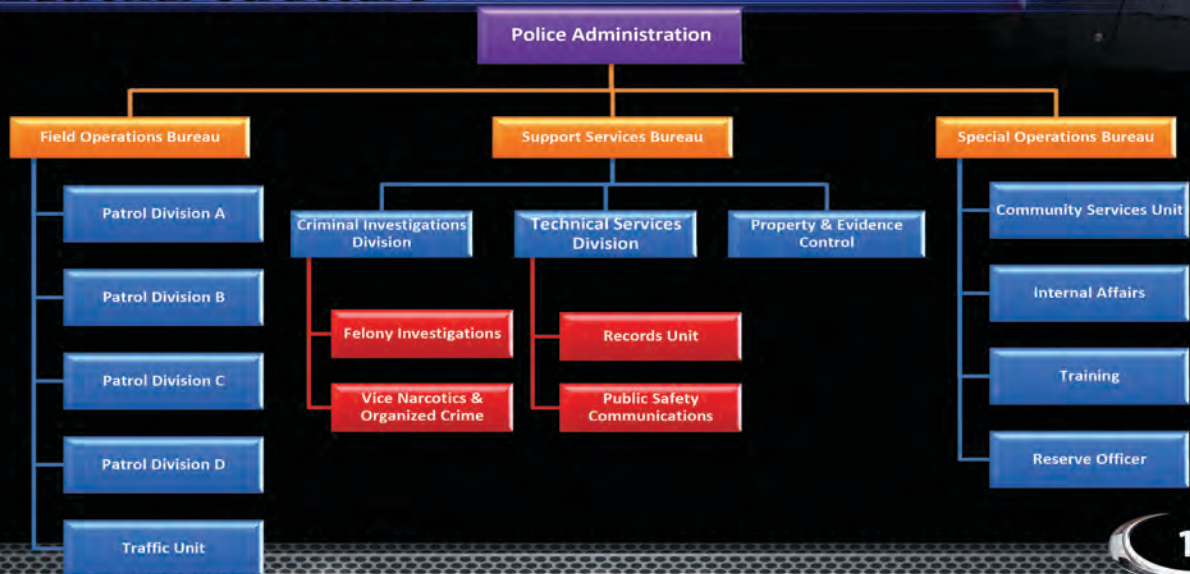 Police Administration
Field Operations Bureau
Patrol Division A
Patrol Division B
Patrol Division C
Patrol Division D
Traffic Unit
Support Services Bureau
Criminal Investigations
Division
Felony Investigations
Vice Narcotics &
Organized Crime
Technical Services
Division
Records Unit
Public Safety
Communications
Property & Evidence
Control
Special Operations Bureau
Community Services Unit
Internal Affairs
Training
Reserve Officer
1